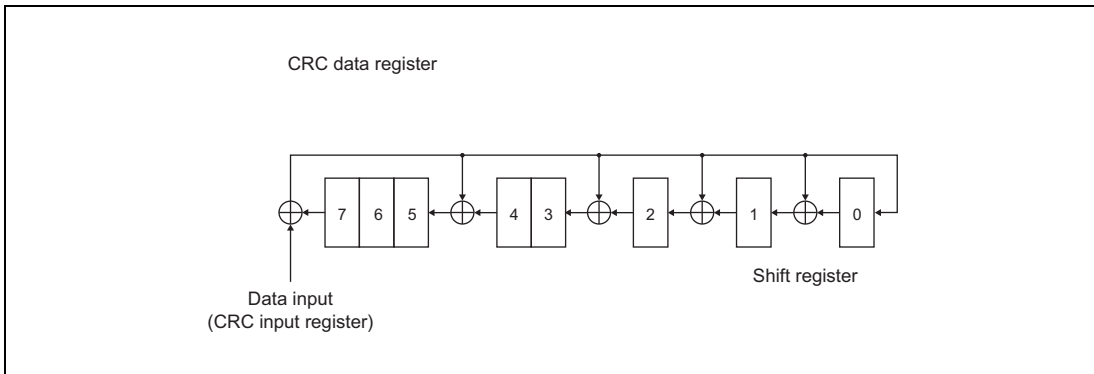 CRC data register
7 6 5 4 3 2 1 0
Shift register
Data input
(CRC input register)